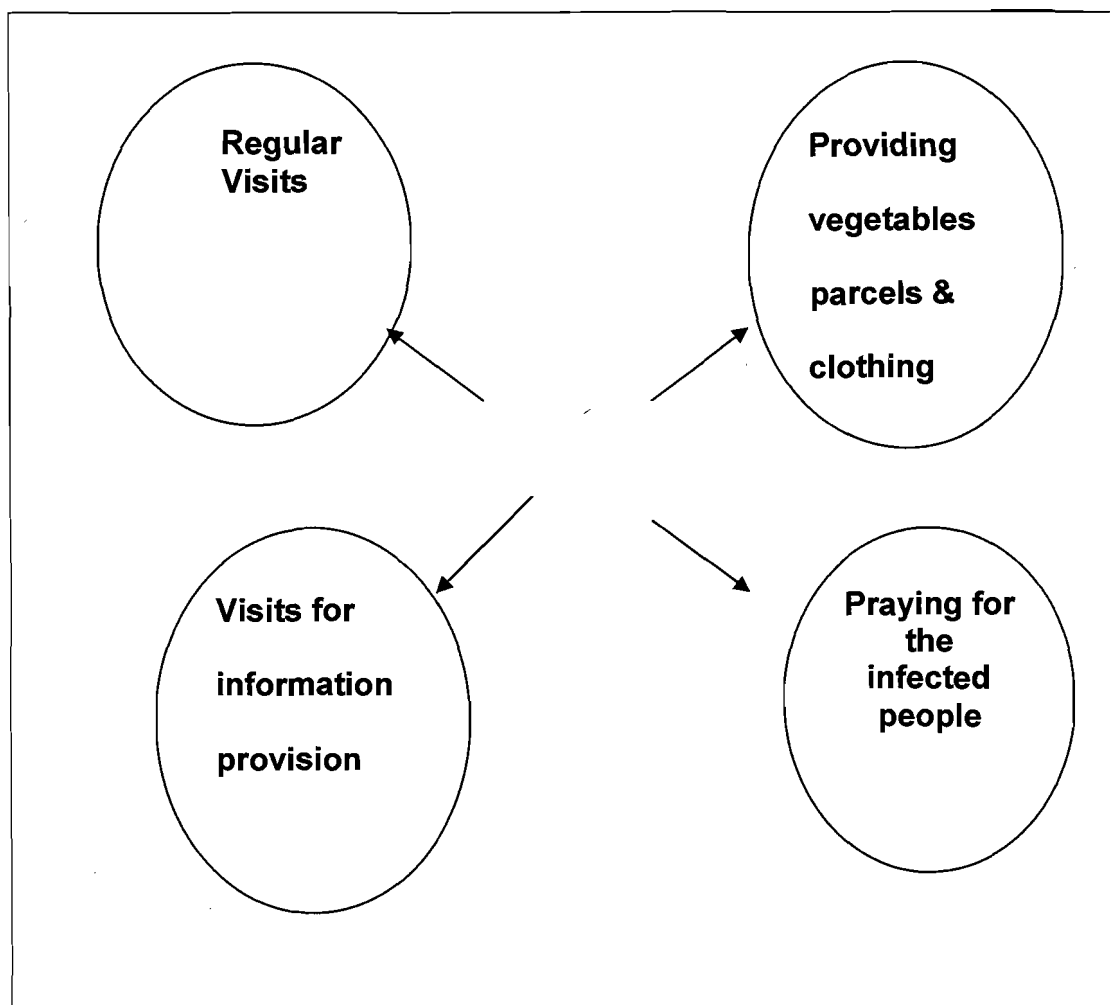 Regular
Visits
Providing
vegetables
parcels &
clothing
Visits for
information
provision
Praying for
the
infected
people